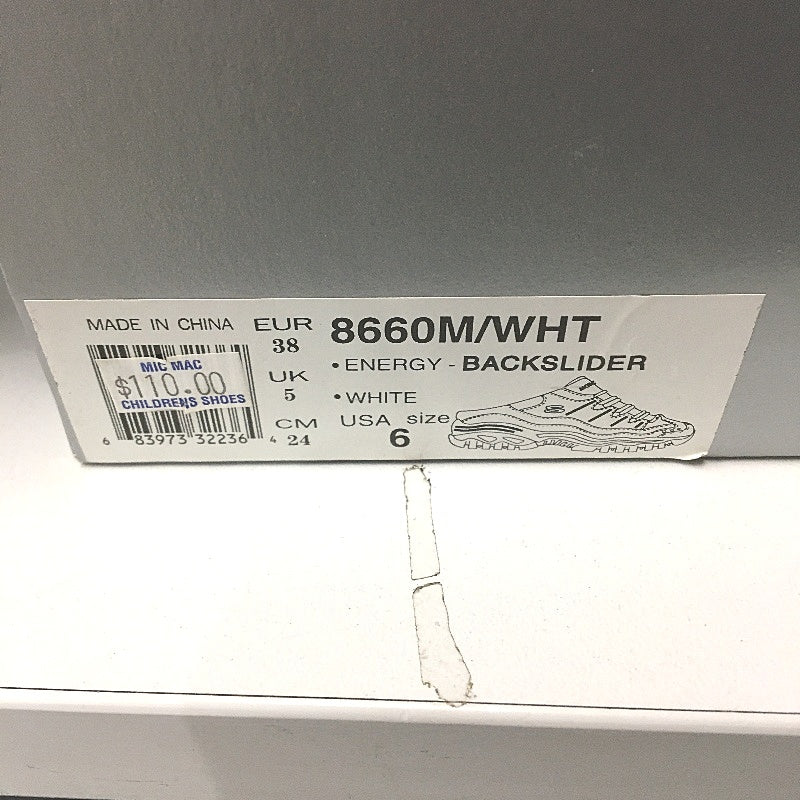 MADE IN CHINA
MIC MAC
$110.00
CHILDRENS SHOES
6 83973 32236 4
EUR
38
UK
5
CM
24
8660M/WHT
• ENERGY - BACKSLIDER
• WHITE
USA size
6